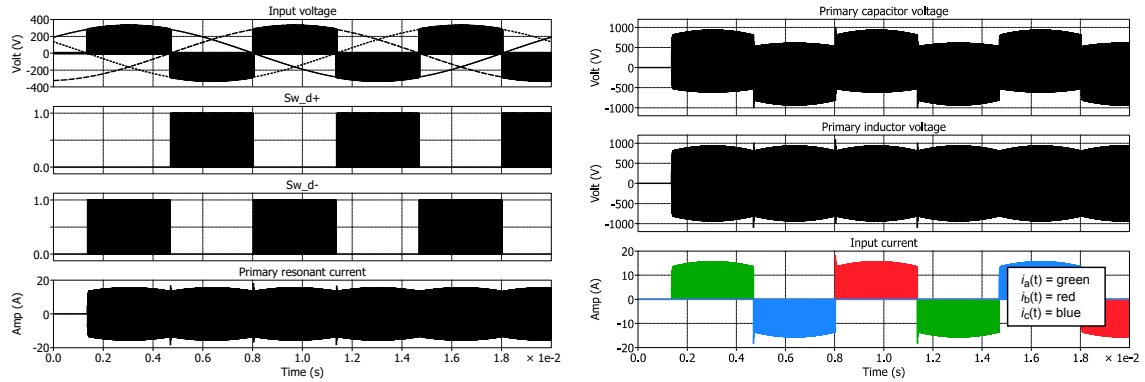 Input voltage
Volt (V)
400
200
0
-200
-400
Sw_d+
1.0
0.0
Sw_d-
1.0
0.0
Primary resonant current
Amp (A)
20
0
-20
0.0 0.2 0.4 0.6 0.8 1.0 1.2 1.4 1.6 1.8 × 1e-2
Time (s)
Primary capacitor voltage
Volt (V)
1000
500
0
-500
-1000
Primary inductor voltage
Volt (V)
1000
500
0
-500
-1000
Input current
Amp (A)
20
10
0
-10
-20
i_a(t) = green
i_b(t) = red
i_c(t) = blue
0.0 0.2 0.4 0.6 0.8 1.0 1.2 1.4 1.6 1.8 × 1e-2
Time (s)